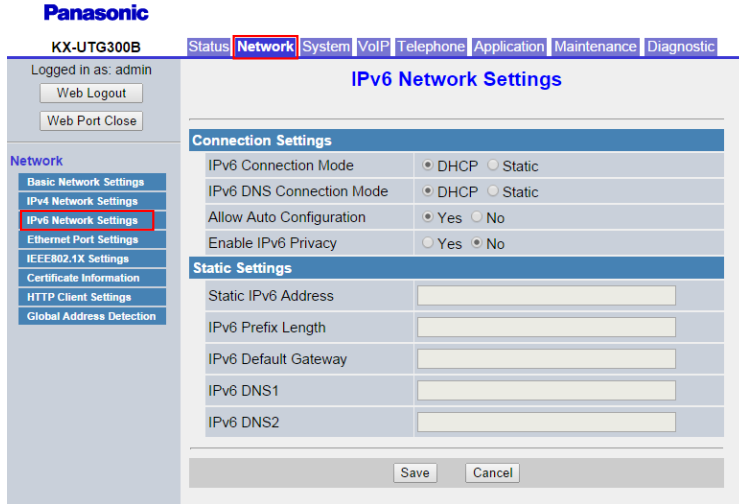 Panasonic
KX-UTG300B
Status Network System VoIP Telephone Application Maintenance Diagnostic
Logged in as: admin
Web Logout
Web Port Close
Network
Basic Network Settings
IPv4 Network Settings
IPv6 Network Settings
Ethernet Port Settings
IEEE802.1X Settings
Certificate Information
HTTP Client Settings
Global Address Detection
IPv6 Network Settings
Connection Settings
IPv6 Connection Mode DHCP Static
IPv6 DNS Connection Mode DHCP Static
Allow Auto Configuration Yes No
Enable IPv6 Privacy Yes No
Static Settings
Static IPv6 Address
IPv6 Prefix Length
IPv6 Default Gateway
IPv6 DNS1
IPv6 DNS2
Save Cancel